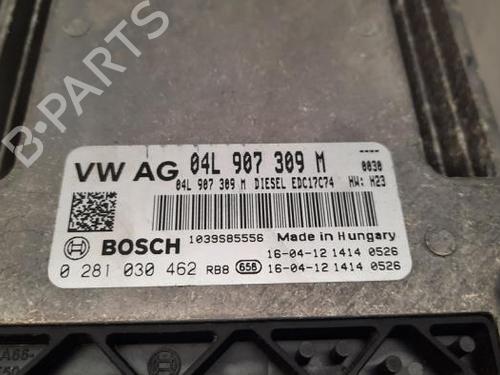 B-PARTS
----
VW AG 04L 907 309 M 0030
04L 907 309 M DIESEL EDC17C74 HW: H23
BOSCH 1039S85556 Made in Hungary
16-04-12 1414 0526
0 281 030 462 RBB 658 16-04-12 1414 0526